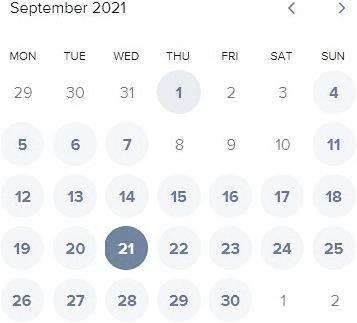 September 2021
MON TUE WED THU FRI SAT SUN
29 30 31 1 2 3 4
5 6 7 8 9 10 11
12 13 14 15 16 17 18
19 20 21 22 23 24 25
26 27 28 29 30 1 2